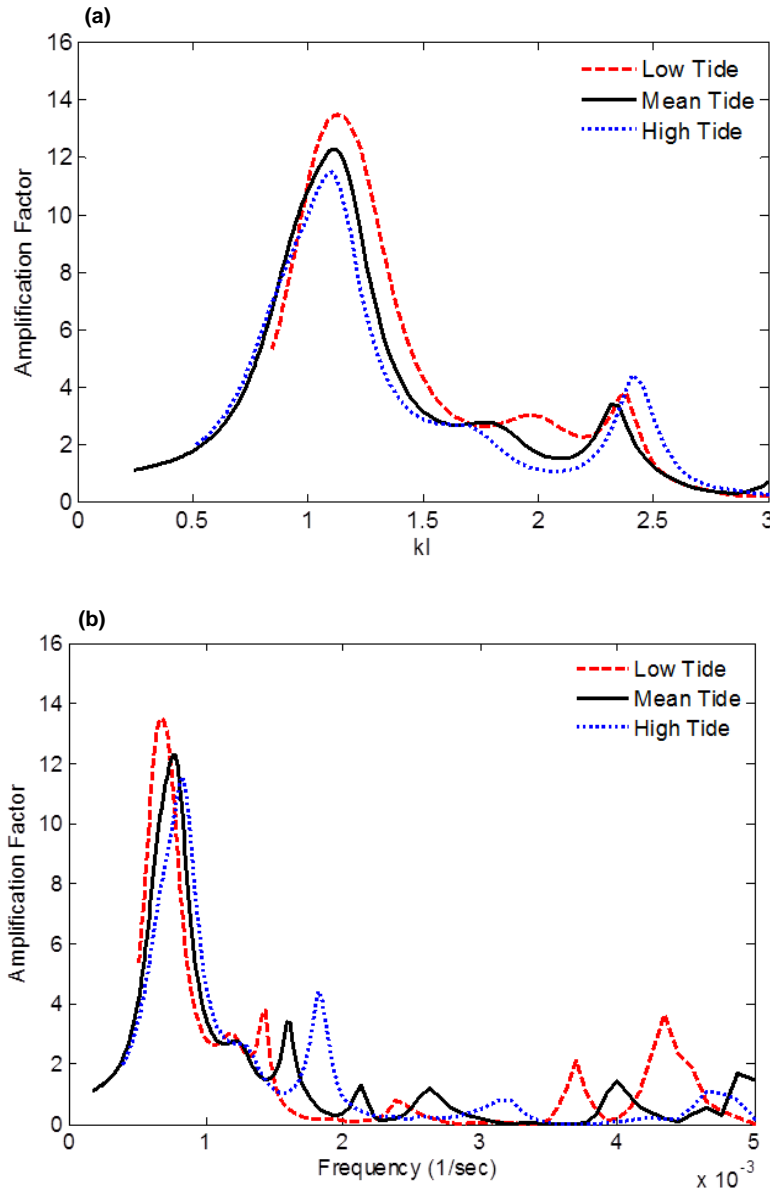 (a)
16
14
12
10
8
6
4
2
0
Amplification Factor
Low Tide
Mean Tide
High Tide
0 0.5 1 1.5 2 2.5 3
kl
(b)
16
14
12
10
8
6
4
2
0
Amplification Factor
Low Tide
Mean Tide
High Tide
0 1 2 3 4 5
Frequency (1/sec)
x 10⁻³